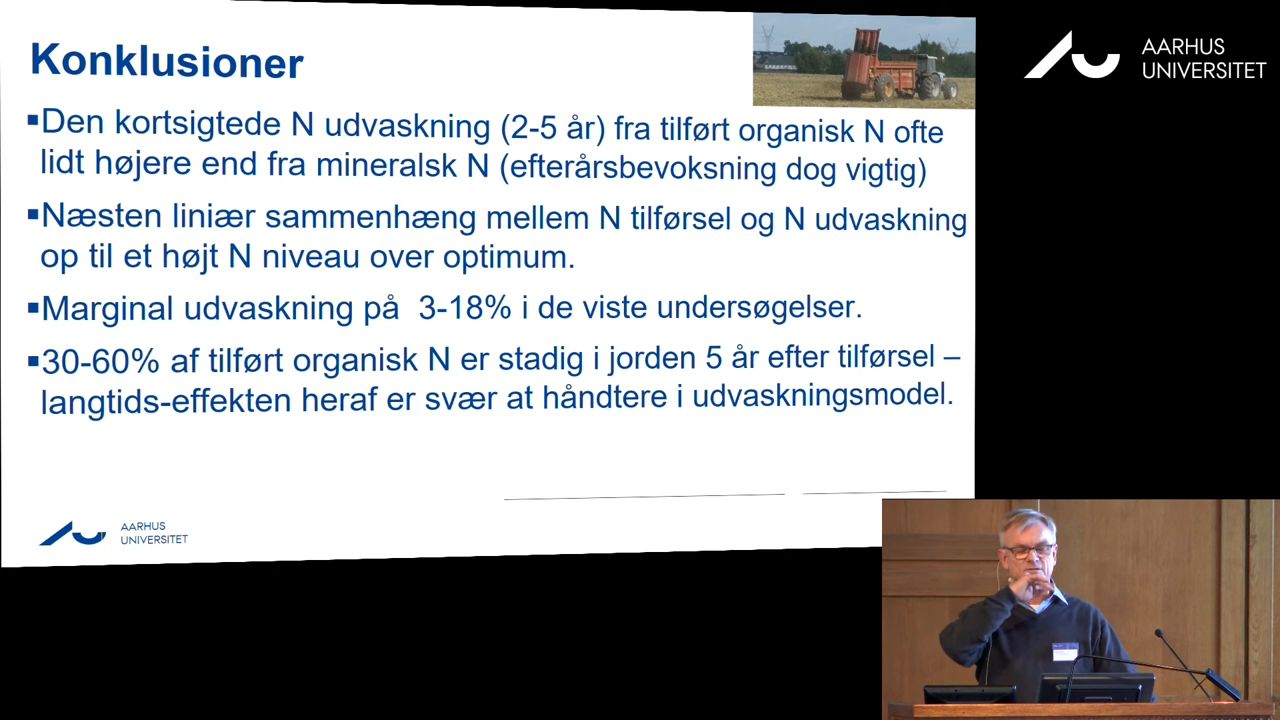 Konklusioner
▪Den kortsigtede N udvaskning (2-5 år) fra tilført organisk N ofte
lidt højere end fra mineralsk N (efterårsbevoksning dog vigtig)
▪Næsten liniær sammenhæng mellem N tilførsel og N udvaskning
op til et højt N niveau over optimum.
▪Marginal udvaskning på 3-18% i de viste undersøgelser.
▪30-60% af tilført organisk N er stadig i jorden 5 år efter tilførsel –
langtids-effekten heraf er svær at håndtere i udvaskningsmodel.
AARHUS
UNIVERSITET
AARHUS
UNIVERSITET